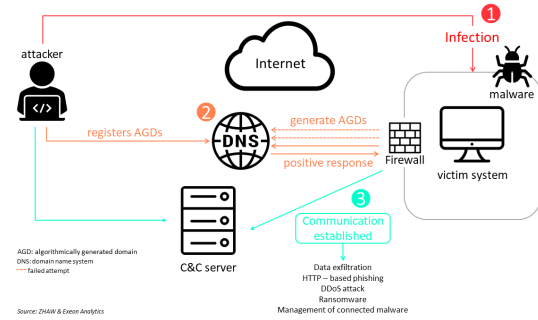 1
Infection
attacker
Internet
malware
</>
2
generate AGDs
registers AGDs
DNS
positive response
Firewall
victim system
3
Communication
established
C&C server
AGD: algorithmically generated domain
DNS: domain name system
---- failed attempt
Data exfiltration
HTTP – based phishing
DDoS attack
Ransomware
Management of connected malware
Source: ZHAW & Exeon Analytics